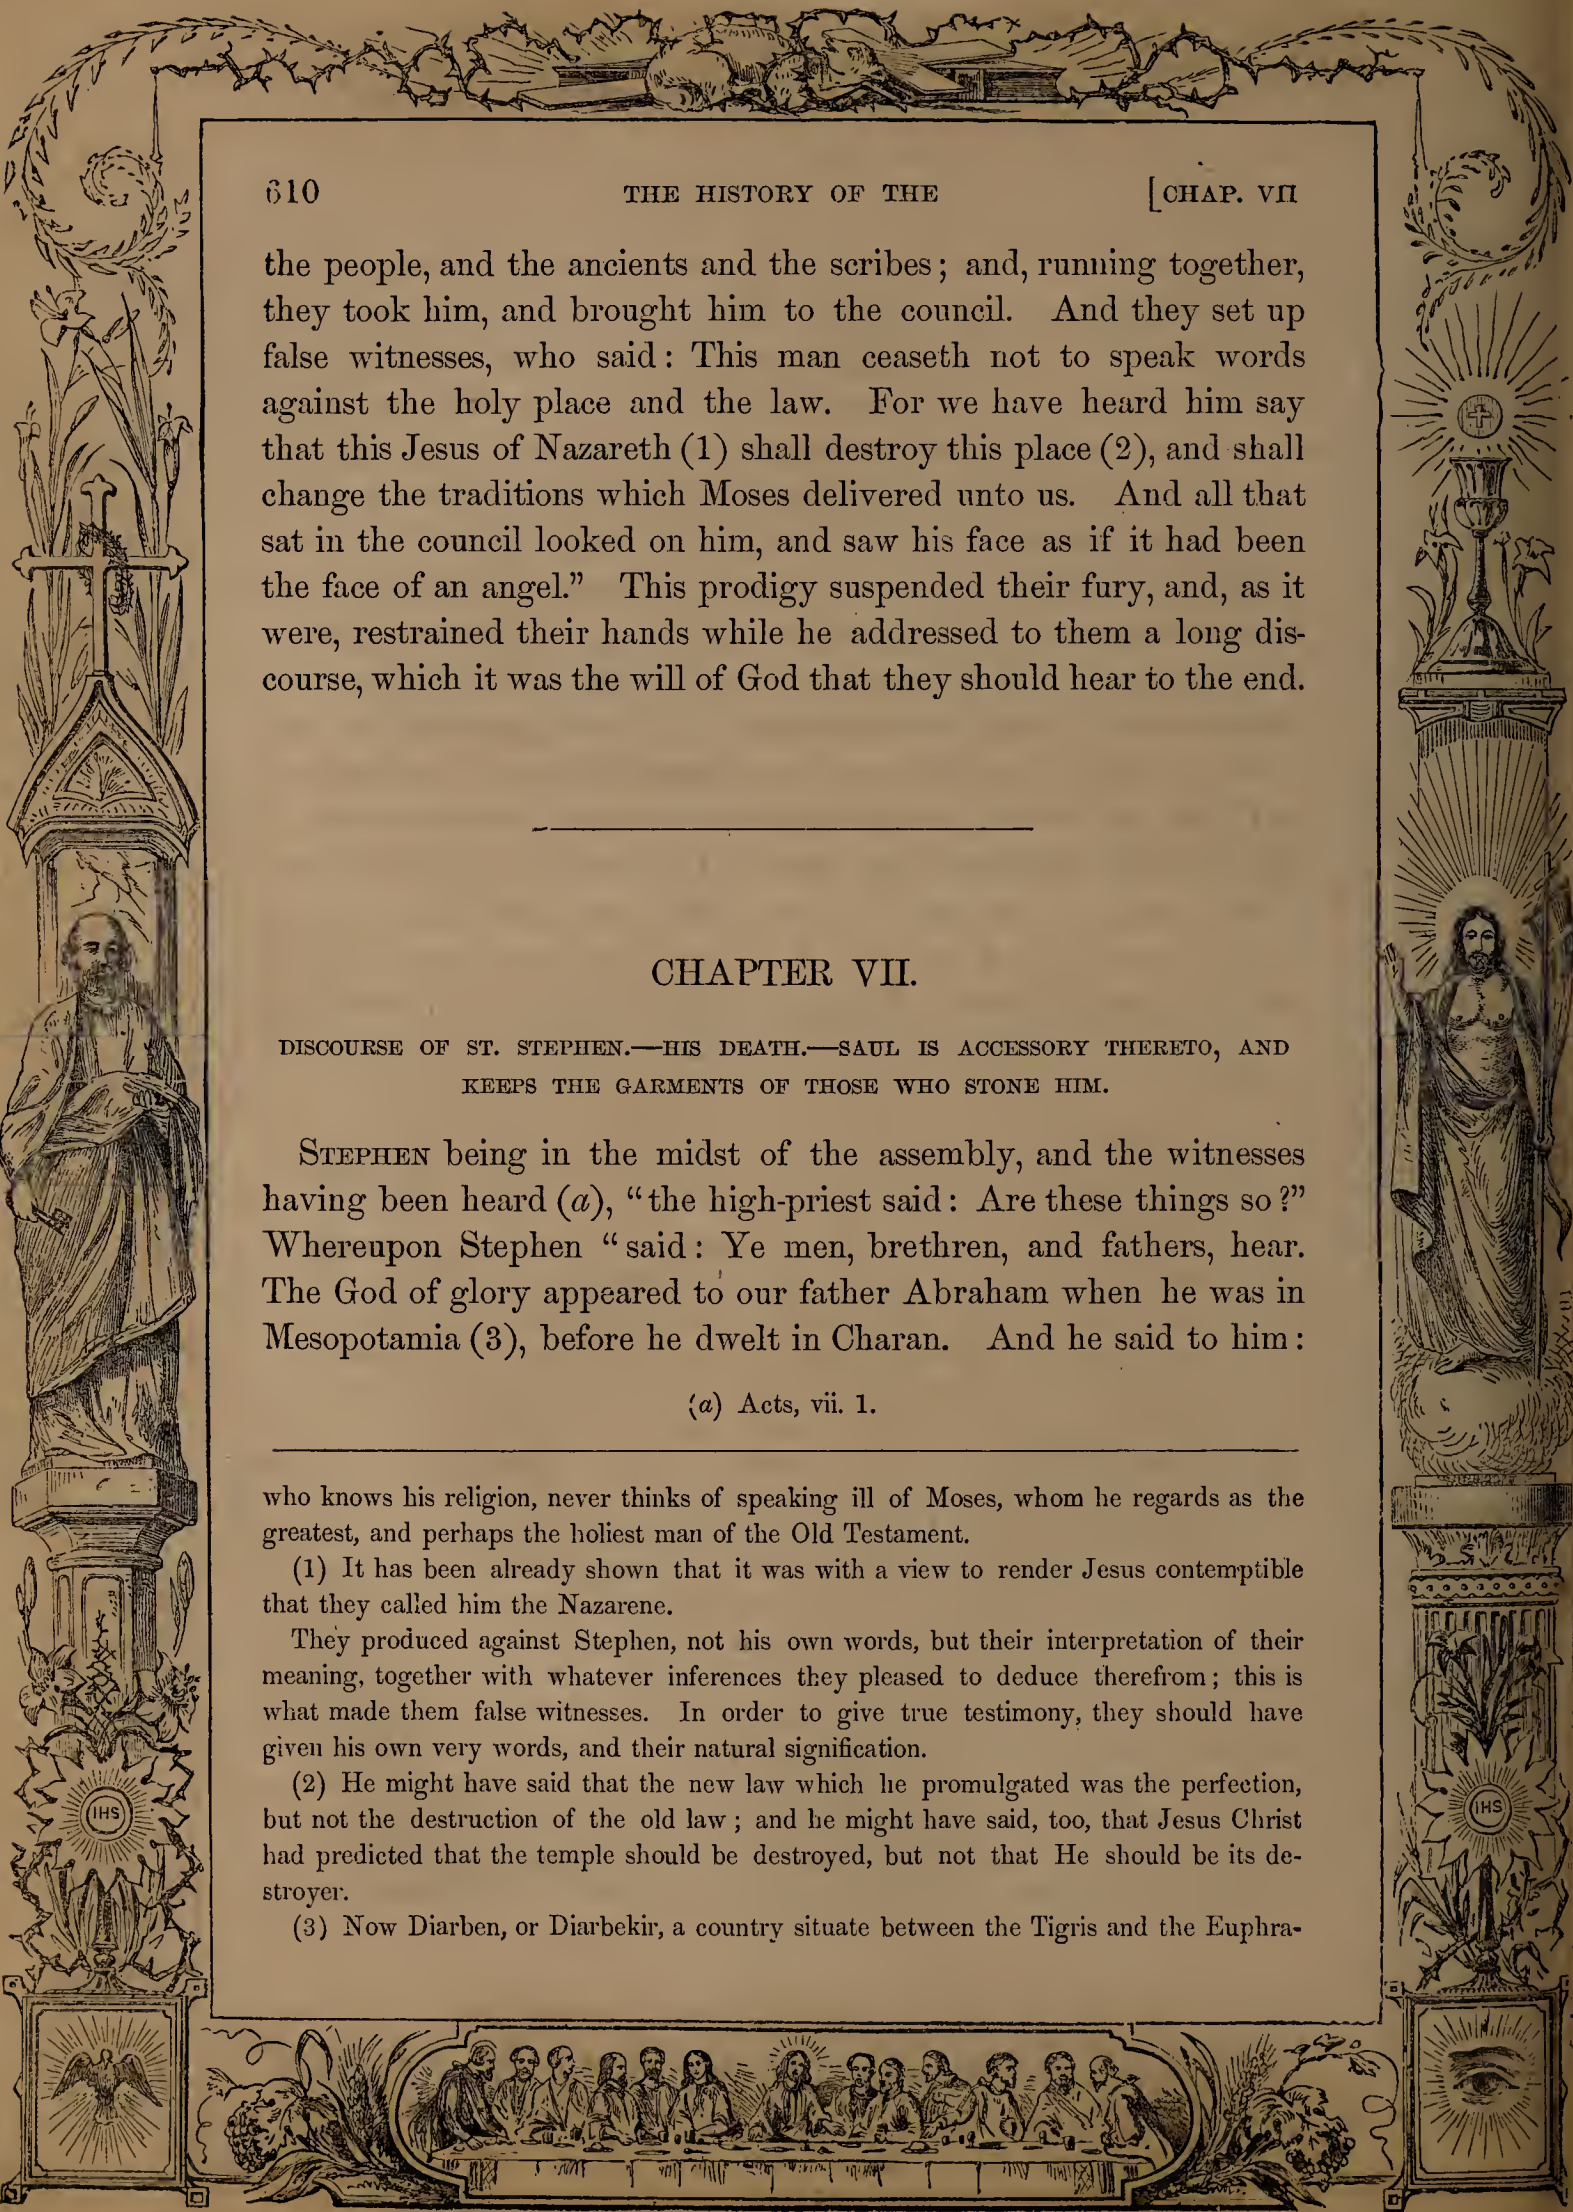 610 THE HISTORY OF THE [CHAP. VII
the people, and the ancients and the scribes; and, running together,
they took him, and brought him to the council. And they set up
false witnesses, who said: This man ceaseth not to speak words
against the holy place and the law. For we have heard him say
that this Jesus of Nazareth (1) shall destroy this place (2), and shall
change the traditions which Moses delivered unto us. And all that
sat in the council looked on him, and saw his face as if it had been
the face of an angel.” This prodigy suspended their fury, and, as it
were, restrained their hands while he addressed to them a long dis-
course, which it was the will of God that they should hear to the end.
CHAPTER VII.
DISCOURSE OF ST. STEPHEN.—HIS DEATH.—SAUL IS ACCESSORY THERETO, AND
KEEPS THE GARMENTS OF THOSE WHO STONE HIM.
STEPHEN being in the midst of the assembly, and the witnesses
having been heard (a), “the high-priest said: Are these things so?”
Whereupon Stephen “said: Ye men, brethren, and fathers, hear.
The God of glory appeared to our father Abraham when he was in
Mesopotamia (3), before he dwelt in Charan. And he said to him:
(a) Acts, vii. 1.
who knows his religion, never thinks of speaking ill of Moses, whom he regards as the
greatest, and perhaps the holiest man of the Old Testament.
(1) It has been already shown that it was with a view to render Jesus contemptible
that they called him the Nazarene.
They produced against Stephen, not his own words, but their interpretation of their
meaning, together with whatever inferences they pleased to deduce therefrom; this is
what made them false witnesses. In order to give true testimony, they should have
given his own very words, and their natural signification.
(2) He might have said that the new law which he promulgated was the perfection,
but not the destruction of the old law; and he might have said, too, that Jesus Christ
had predicted that the temple should be destroyed, but not that He should be its de-
stroyer.
(3) Now Diarben, or Diarbekir, a country situate between the Tigris and the Euphra-
IHS
IHS